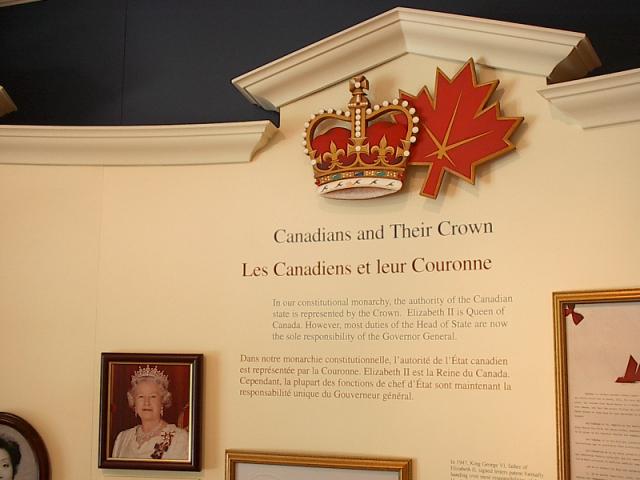 Canadians and Their Crown
Les Canadiens et leur Couronne
In our constitutional monarchy, the authority of the Canadian
state is represented by the Crown. Elizabeth II is Queen of
Canada. However, most duties of the Head of State are now
the sole responsibility of the Governor General.
Dans notre monarchie constitutionnelle, l'autorité de l'État canadien
est représentée par la Couronne. Elizabeth II est la Reine du Canada.
Cependant, la plupart des fonctions de chef d'État sont maintenant la
responsabilité unique du Gouverneur général.
In 1947, King George VI, father of
Elizabeth II, signed letters patent formally
handing over most